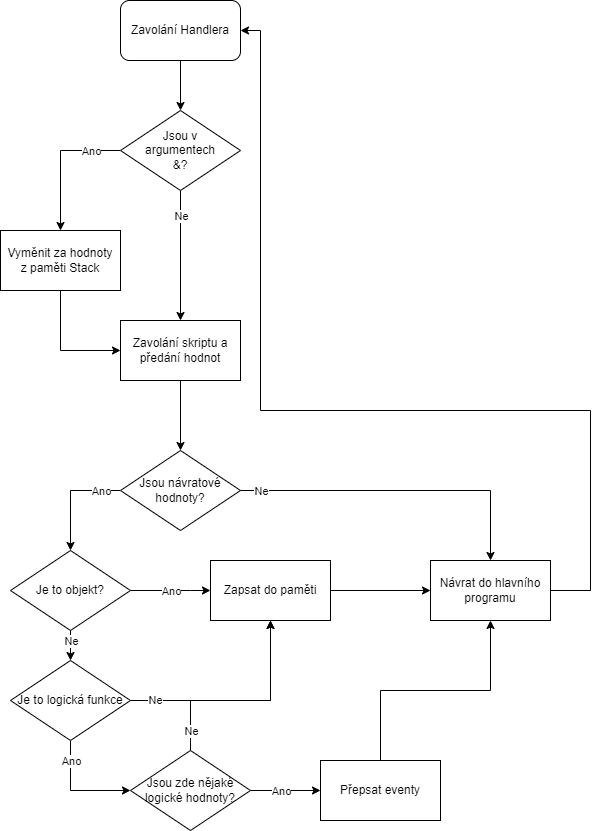 Zavolání Handlera
Jsou v
argumentech
&?
Ano
Ne
Vyměnit za hodnoty
z paměti Stack
Zavolání skriptu a
předání hodnot
Jsou návratové
hodnoty?
Ano
Ne
Je to objekt?
Ano
Zapsat do paměti
Návrat do hlavního
programu
Ne
Je to logická funkce
Ne
Ne
Ano
Jsou zde nějaké
logické hodnoty?
Ano
Přepsat eventy